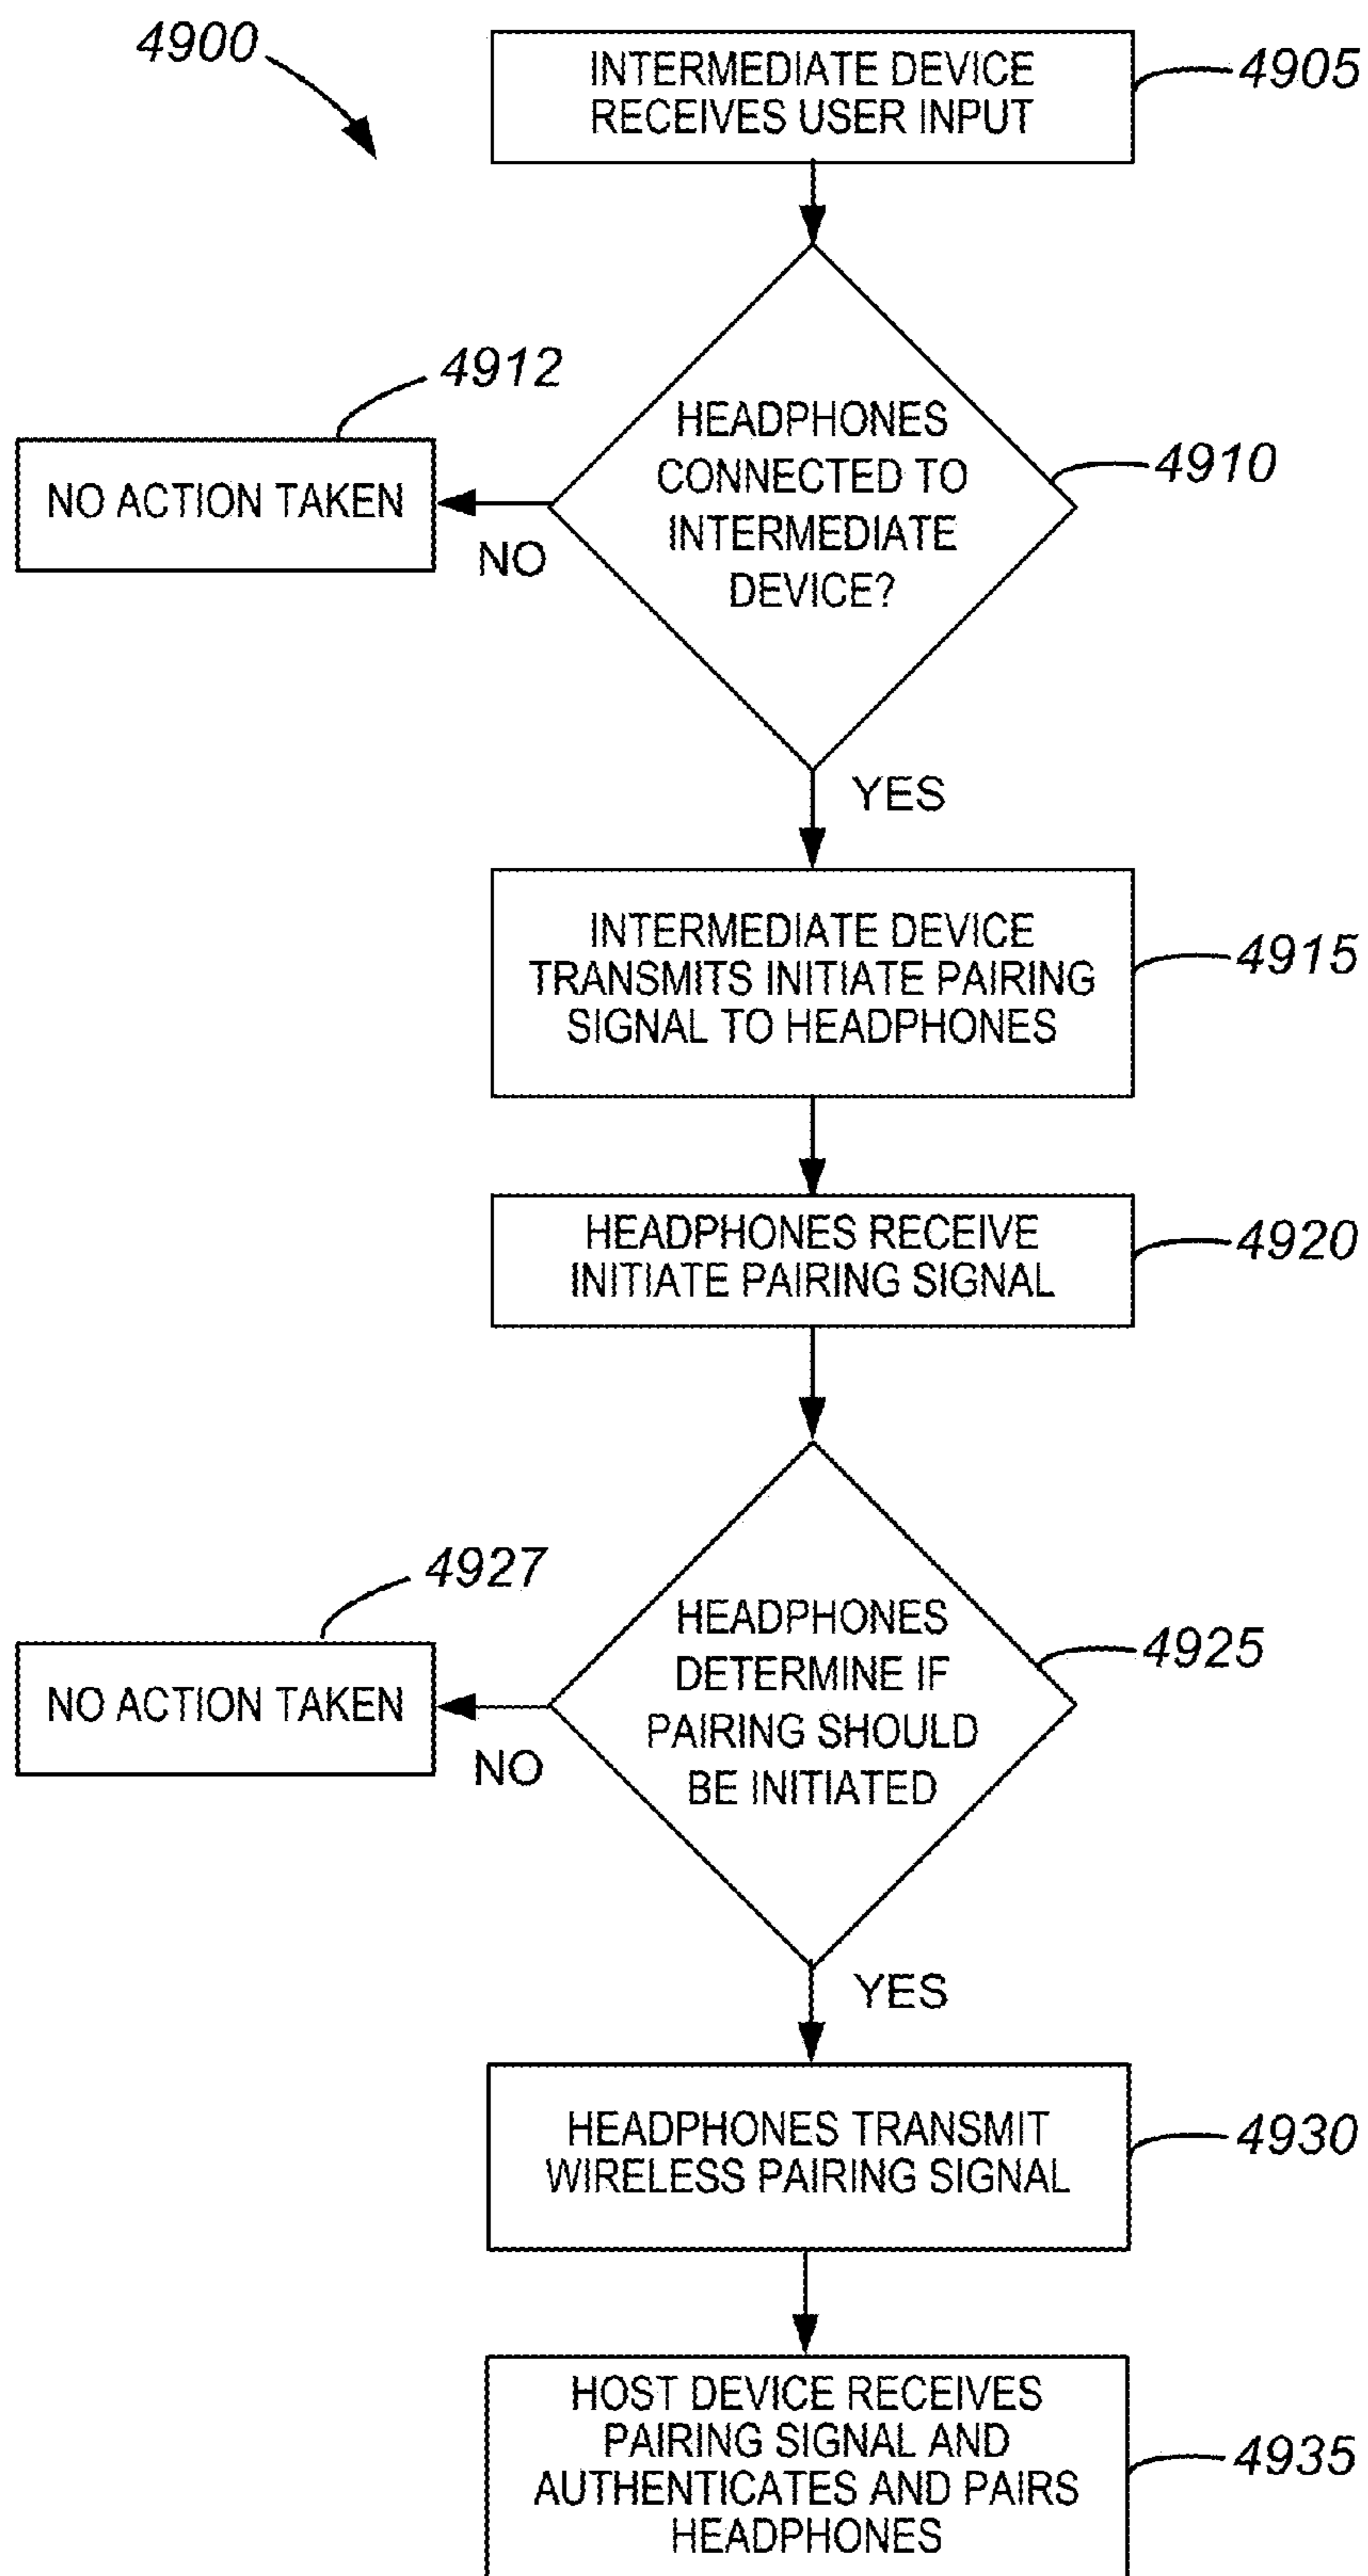 4900
INTERMEDIATE DEVICE
RECEIVES USER INPUT
4905
HEADPHONES
CONNECTED TO
INTERMEDIATE
DEVICE?
4910
4912
NO ACTION TAKEN
NO
YES
INTERMEDIATE DEVICE
TRANSMITS INITIATE PAIRING
SIGNAL TO HEADPHONES
4915
HEADPHONES RECEIVE
INITIATE PAIRING SIGNAL
4920
HEADPHONES
DETERMINE IF
PAIRING SHOULD
BE INITIATED
4925
4927
NO ACTION TAKEN
NO
YES
HEADPHONES TRANSMIT
WIRELESS PAIRING SIGNAL
4930
HOST DEVICE RECEIVES
PAIRING SIGNAL AND
AUTHENTICATES AND PAIRS
HEADPHONES
4935